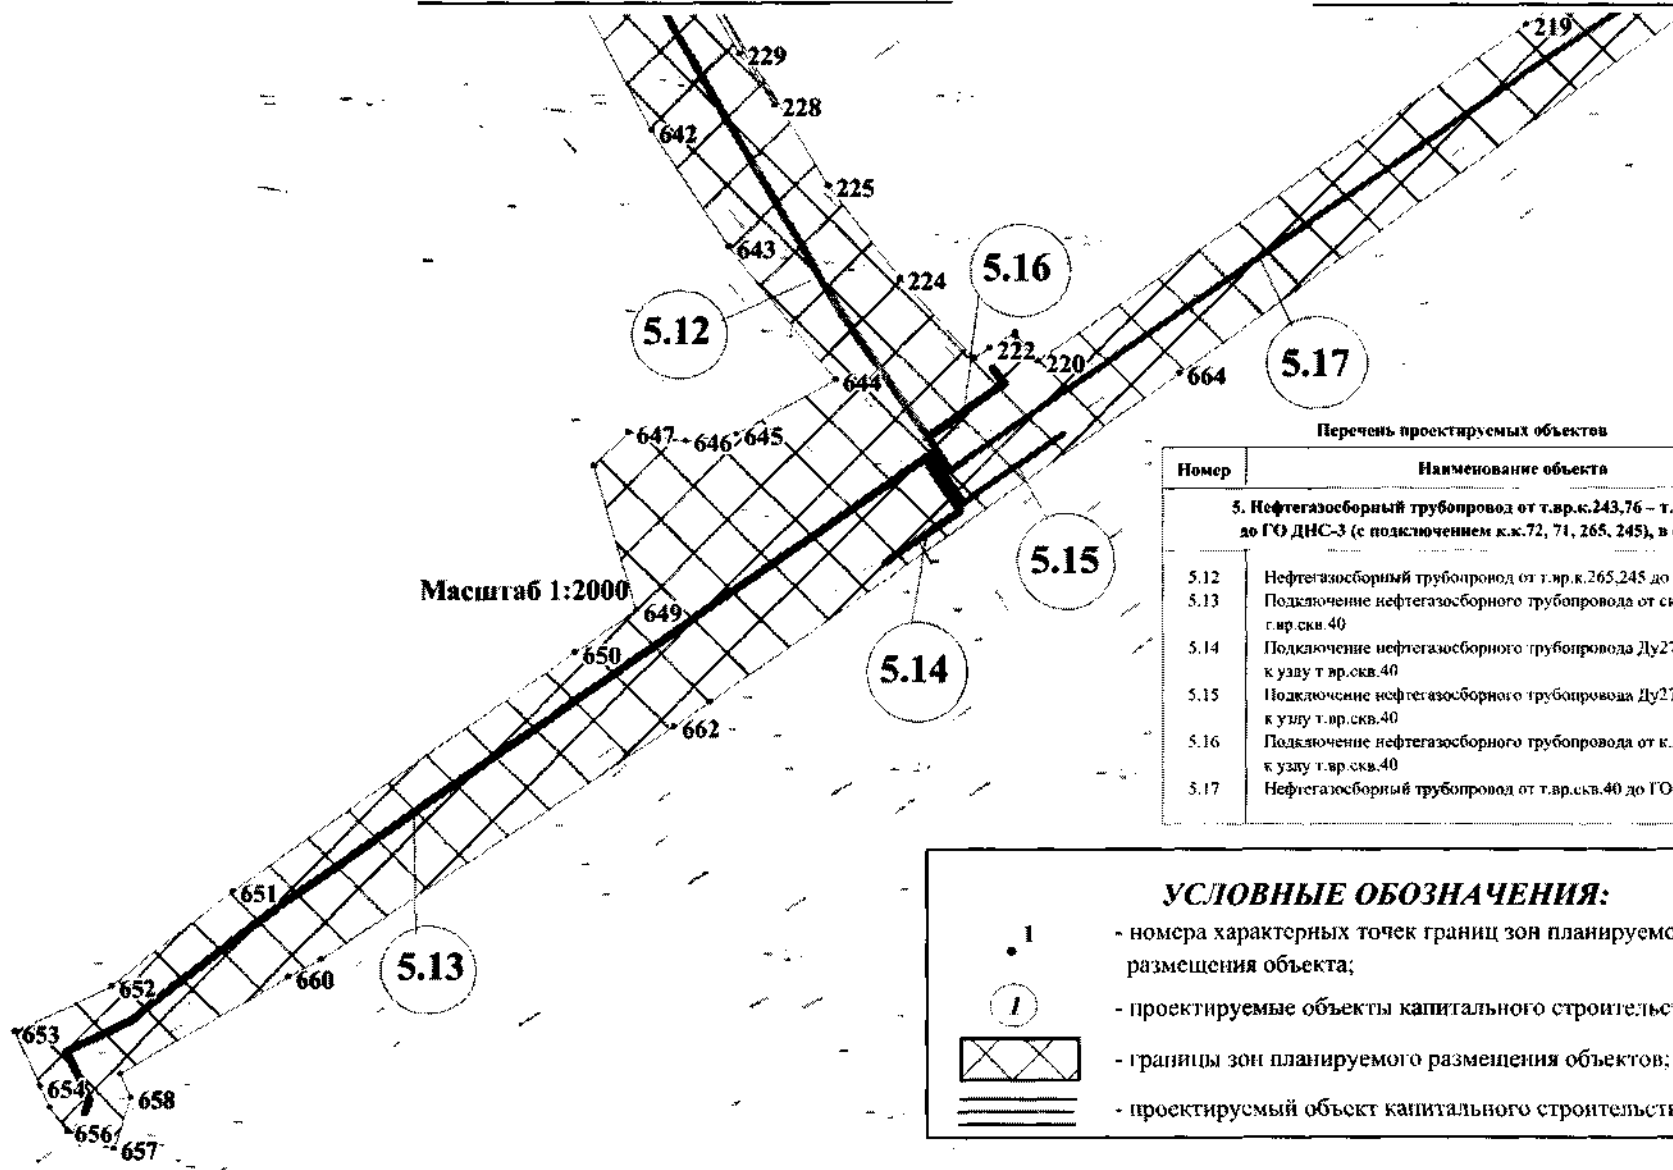 219
229
228
642
225
643
224
5.16
5.12
222
220
5.17
664
644
647
646
645
Перечень проектируемых объектов
Номер
Наименование объекта
5. Нефтегазосборный трубопровод от т.вр.к.243,76 – т.
до ГО ДНС-3 (с подключением к.к.72, 71, 265, 245), в
5.12 Нефтегазосборный трубопровод от т.вр.к.265,245 до
5.13 Подключение нефтегазосборного трубопровода от ск
т.вр.скв.40
5.14 Подключение нефтегазосборного трубопровода Ду27
к узлу т вр.скв.40
5.15 Подключение нефтегазосборного трубопровода Ду27
к узлу т.вр.скв.40
5.16 Подключение нефтегазосборного трубопровода от к.
к узлу т.вр.скв.40
5.17 Нефтегазосборный трубопровод от т.вр.скв.40 до ГО
5.15
Масштаб 1:2000
649
650
5.14
662
651
5.13
660
652
653
654
658
656
657
УСЛОВНЫЕ ОБОЗНАЧЕНИЯ:
1 - номера характерных точек границ зон планируемо
размещения объекта;
1 - проектируемые объекты капитального строительст
- границы зон планируемого размещения объектов;
- проектируемый объект капитального строительств